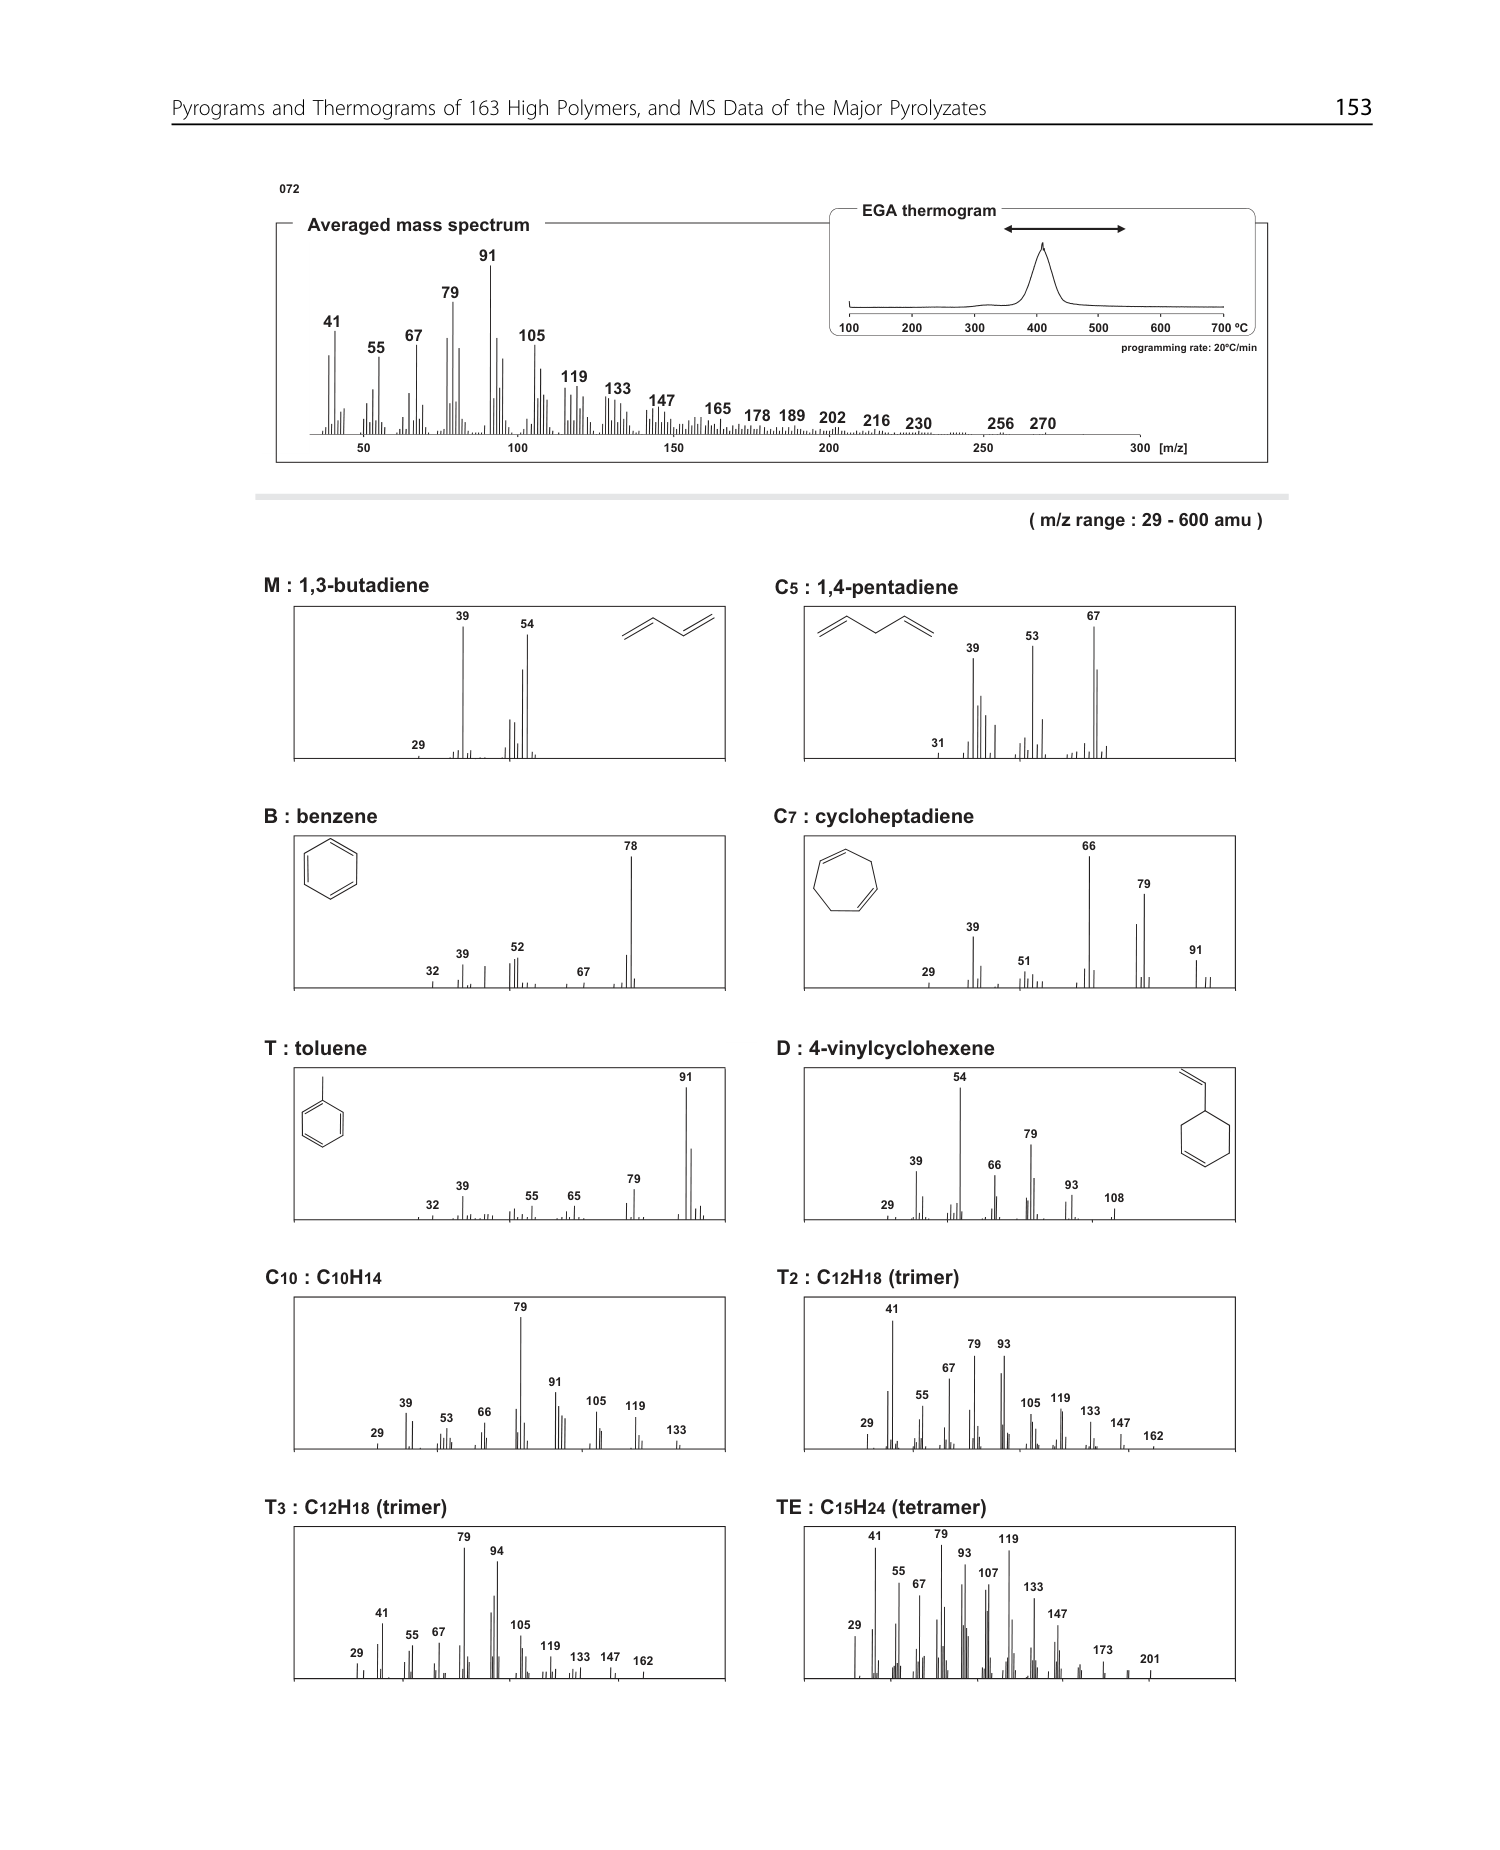 Pyrograms and Thermograms of 163 High Polymers, and MS Data of the Major Pyrolyzates 153
072
Averaged mass spectrum
EGA thermogram
100 200 300 400 500 600 700 ºC
programming rate: 20ºC/min
41 55 67 79 91 105 119 133 147 165 178 189 202 216 230 256 270
50 100 150 200 250 300 [m/z]
( m/z range : 29 - 600 amu )
M : 1,3-butadiene
29 39 54
C5 : 1,4-pentadiene
31 39 53 67
B : benzene
32 39 52 67 78
C7 : cycloheptadiene
29 39 51 66 79 91
T : toluene
32 39 55 65 79 91
D : 4-vinylcyclohexene
29 39 54 66 79 93 108
C10 : C10H14
29 39 53 66 79 91 105 119 133
T2 : C12H18 (trimer)
29 41 55 67 79 93 105 119 133 147 162
T3 : C12H18 (trimer)
29 41 55 67 79 94 105 119 133 147 162
TE : C15H24 (tetramer)
29 41 55 67 79 93 107 119 133 147 173 201